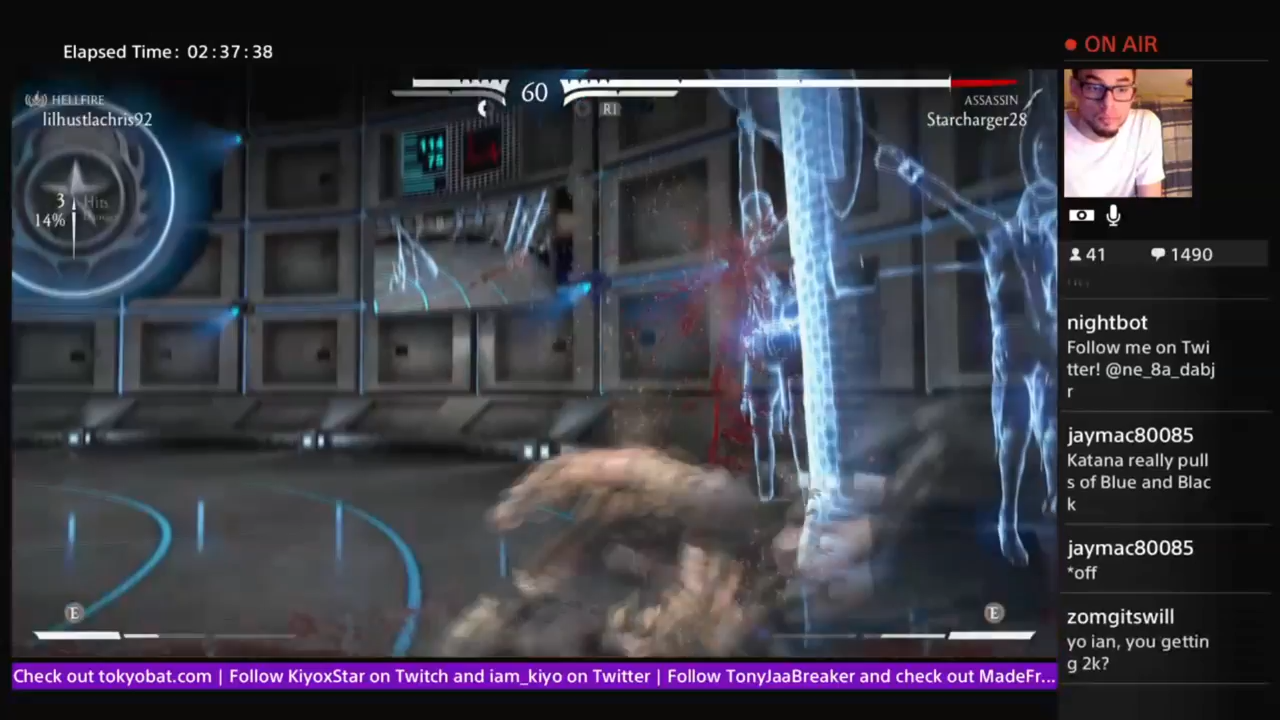 Elapsed Time: 02:37:38
ON AIR
60
HELLFIRE
lilhustlachris92
R1
ASSASSIN
Starcharger28
3 Hits
14%
41 1490
nightbot
Follow me on Twi
tter! @ne_8a_dabj
r
jaymac80085
Katana really pull
s of Blue and Blac
k
jaymac80085
*off
zomgitswill
yo ian, you gettin
g 2k?
E
E
Check out tokyobat.com | Follow KiyoxStar on Twitch and iam_kiyo on Twitter | Follow TonyJaaBreaker and check out MadeFr...